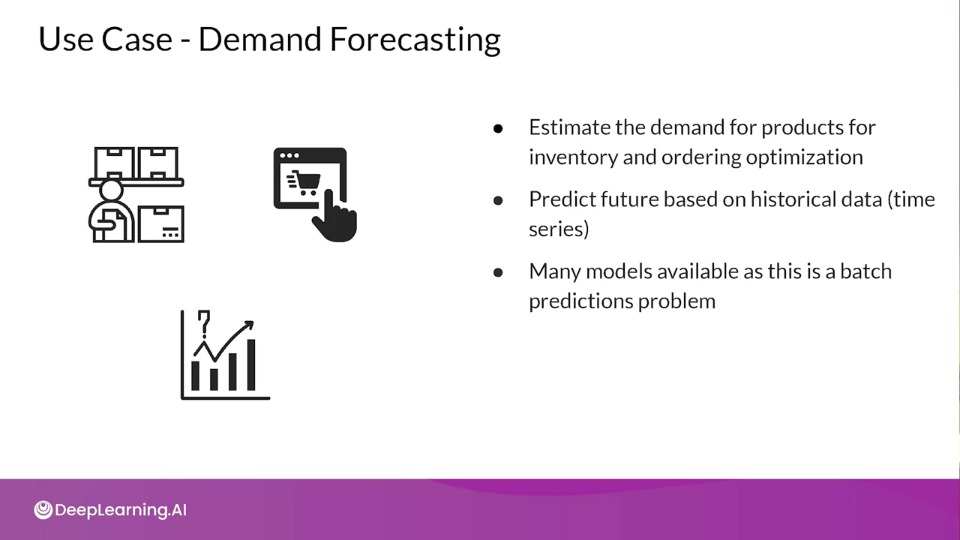 Use Case - Demand Forecasting
● Estimate the demand for products for
inventory and ordering optimization
● Predict future based on historical data (time
series)
● Many models available as this is a batch
predictions problem
?
DeepLearning.AI